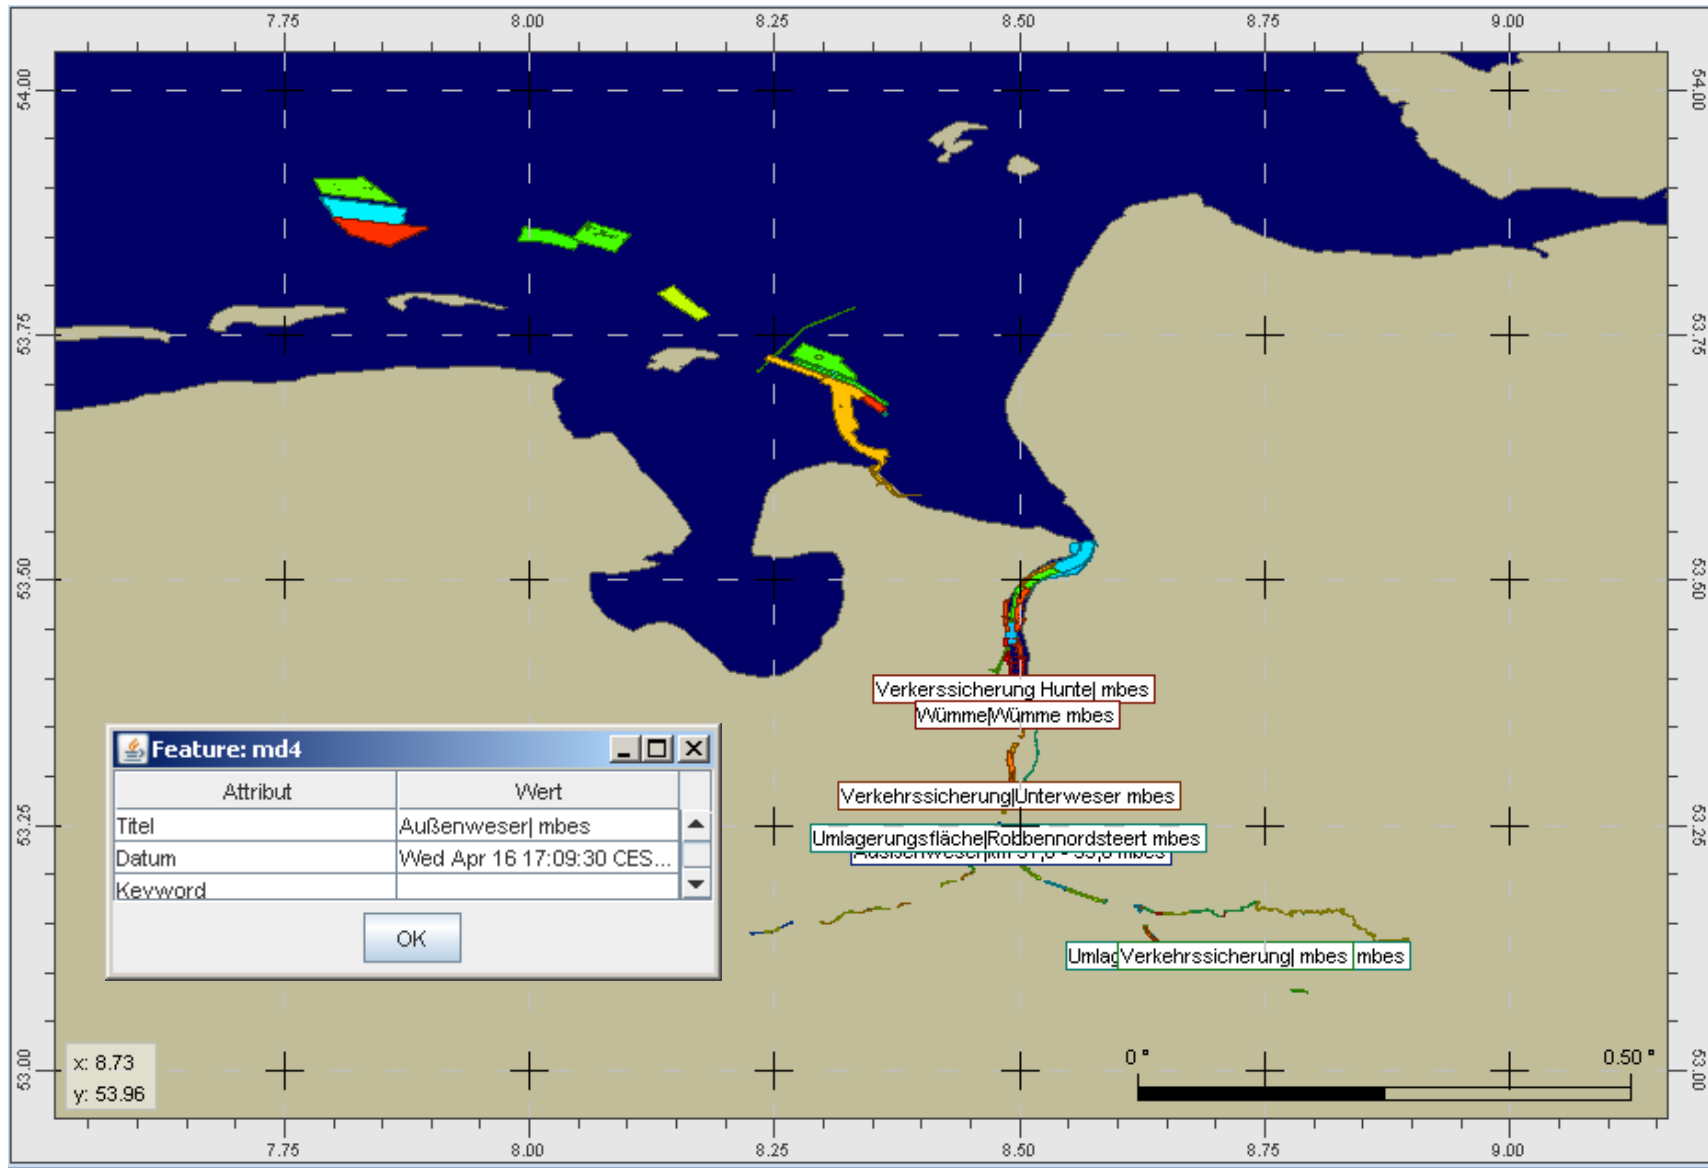 7.75 8.00 8.25 8.50 8.75 9.00
54.00 54.00
53.75 53.75
53.50 53.50
Verkerssicherung Hunte| mbes
Wümme|Wümme mbes
Feature: md4
Attribut Wert
Titel Außenweser| mbes
Datum Wed Apr 16 17:09:30 CES...
Keyword
OK
Verkehrssicherung|Unterweser mbes
53.25 53.25
Umlagerungsfläche|Robbennordsteert mbes
Umlag Verkehrssicherung| mbes mbes
x: 8.73
y: 53.96
53.00 53.00
0 ° 0.50 °
7.75 8.00 8.25 8.50 8.75 9.00